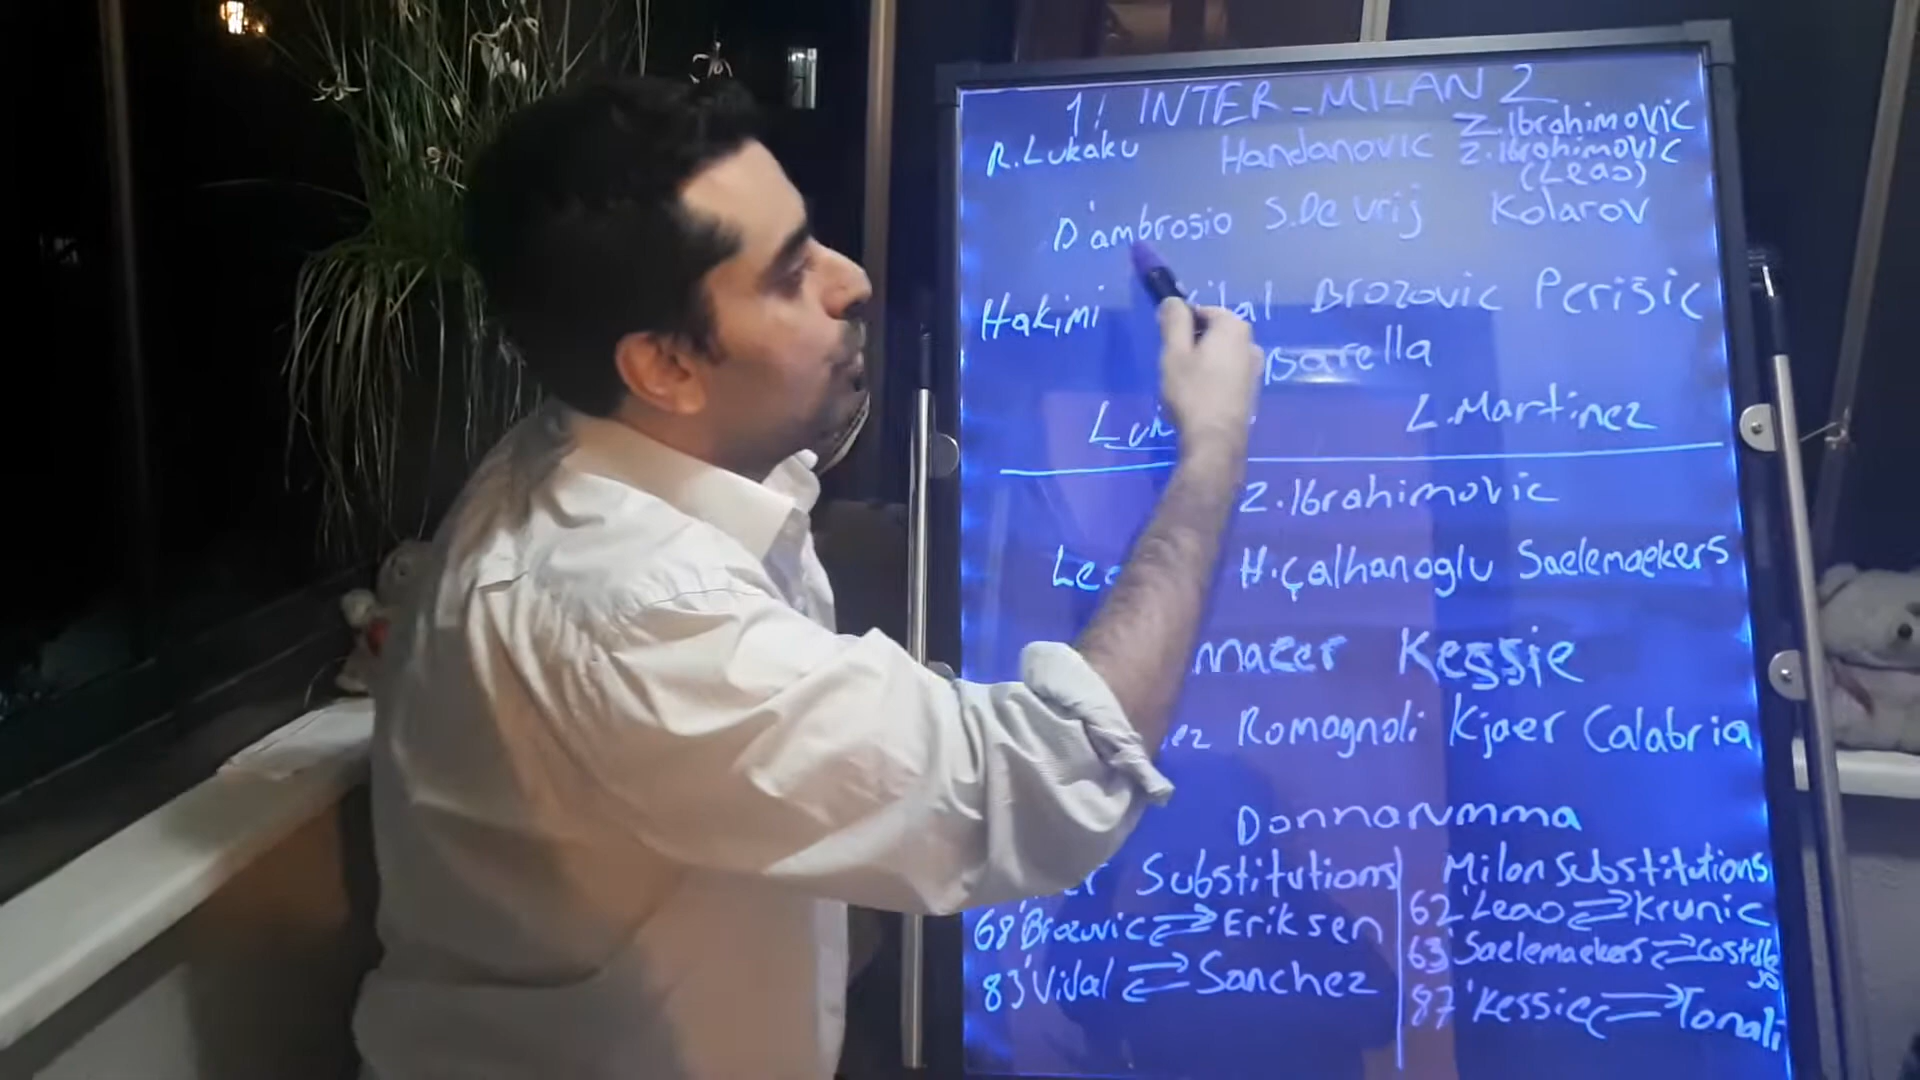 1! INTER-MILAN 2
R.Lukaku Handanovic Z.Ibrahimovic
Z.Ibrahimovic
(Leao)
D'ambrosio S.De Vrij Kolarov
Hakimi Brozovic Perisic
Barella
L.Martinez
Z.Ibrahimovic
H.Çalhanoglu Saelemaekers
Kessie
Romagnoli Kjaer Calabria
Donnarumma
Substitutions Milan Substitutions
68' Brozovic ⇄ Eriksen 62' Leao ⇄ Krunic
83' Vidal ⇄ Sanchez 63' Saelemaekers ⇄
87' Kessie ⇄ Tonali